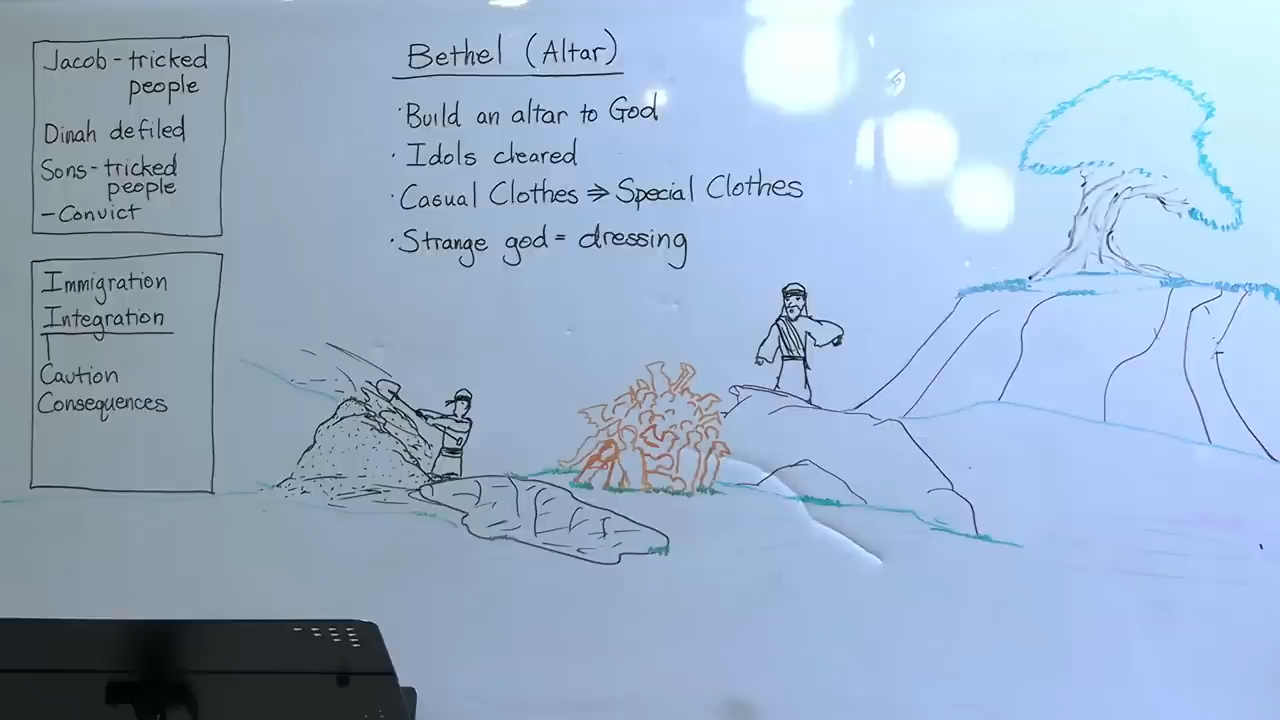 Jacob - tricked
people
Dinah defiled
Sons - tricked
people
- Convict
Immigration
Integration
Caution
Consequences
Bethel (Altar)
· Build an altar to God
· Idols cleared
· Casual Clothes ⇒ Special Clothes
· Strange god = dressing